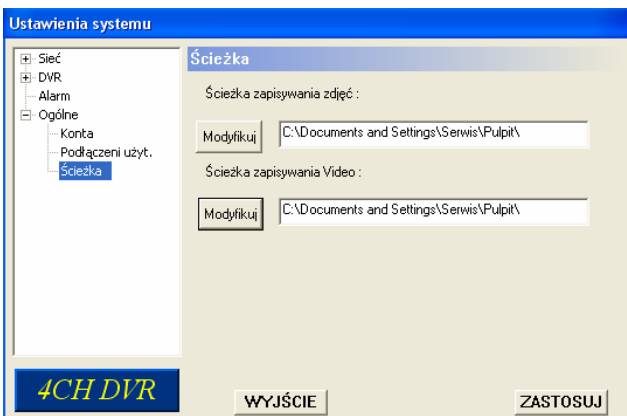 Ustawienia systemu
Sieć
DVR
Alarm
Ogólne
Konta
Podłączeni użyt.
Ścieżka
Ścieżka
Ścieżka zapisywania zdjęć :
Modyfikuj
C:\Documents and Settings\Serwis\Pulpit\
Ścieżka zapisywania Video :
Modyfikuj
C:\Documents and Settings\Serwis\Pulpit\
4CH DVR
WYJŚCIE
ZASTOSUJ